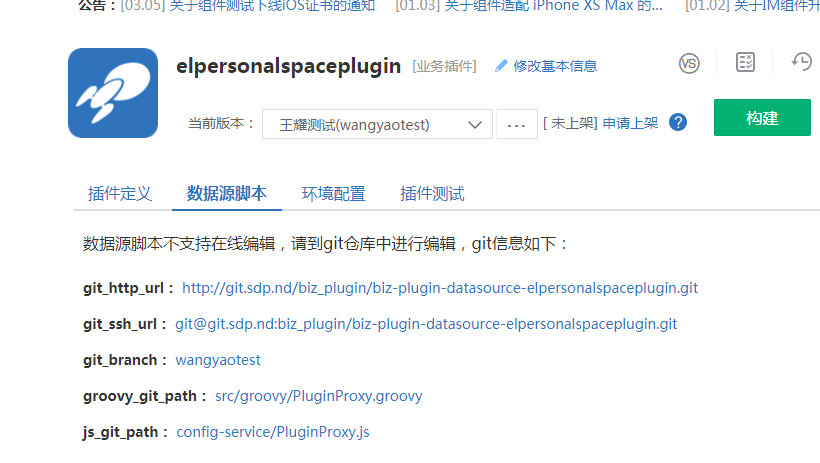 公告：[03.05] 关于组件测试下线iOS证书的通知 [01.03] 关于组件适配 iPhone XS Max 的... [01.02] 关于IM组件升
elpersonalspaceplugin [业务插件] 修改基本信息 VS
当前版本： 王耀测试(wangyaotest) ... [ 未上架] 申请上架 ? 构建
插件定义 数据源脚本 环境配置 插件测试
数据源脚本不支持在线编辑，请到git仓库中进行编辑，git信息如下：
git_http_url： http://git.sdp.nd/biz_plugin/biz-plugin-datasource-elpersonalspaceplugin.git
git_ssh_url： git@git.sdp.nd:biz_plugin/biz-plugin-datasource-elpersonalspaceplugin.git
git_branch： wangyaotest
groovy_git_path： src/groovy/PluginProxy.groovy
js_git_path： config-service/PluginProxy.js